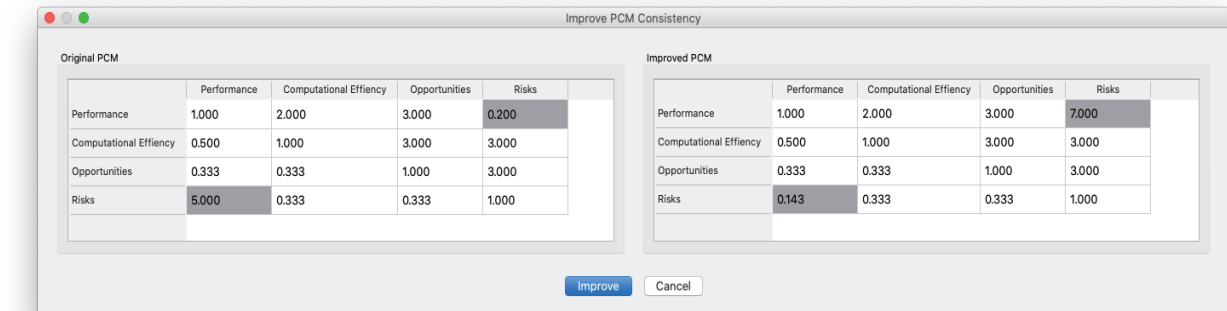 Improve PCM Consistency
Original PCM
Performance Computational Effiency Opportunities Risks
Performance 1.000 2.000 3.000 0.200
Computational Effiency 0.500 1.000 3.000 3.000
Opportunities 0.333 0.333 1.000 3.000
Risks 5.000 0.333 0.333 1.000
Improved PCM
Performance Computational Effiency Opportunities Risks
Performance 1.000 2.000 3.000 7.000
Computational Effiency 0.500 1.000 3.000 3.000
Opportunities 0.333 0.333 1.000 3.000
Risks 0.143 0.333 0.333 1.000
Improve Cancel